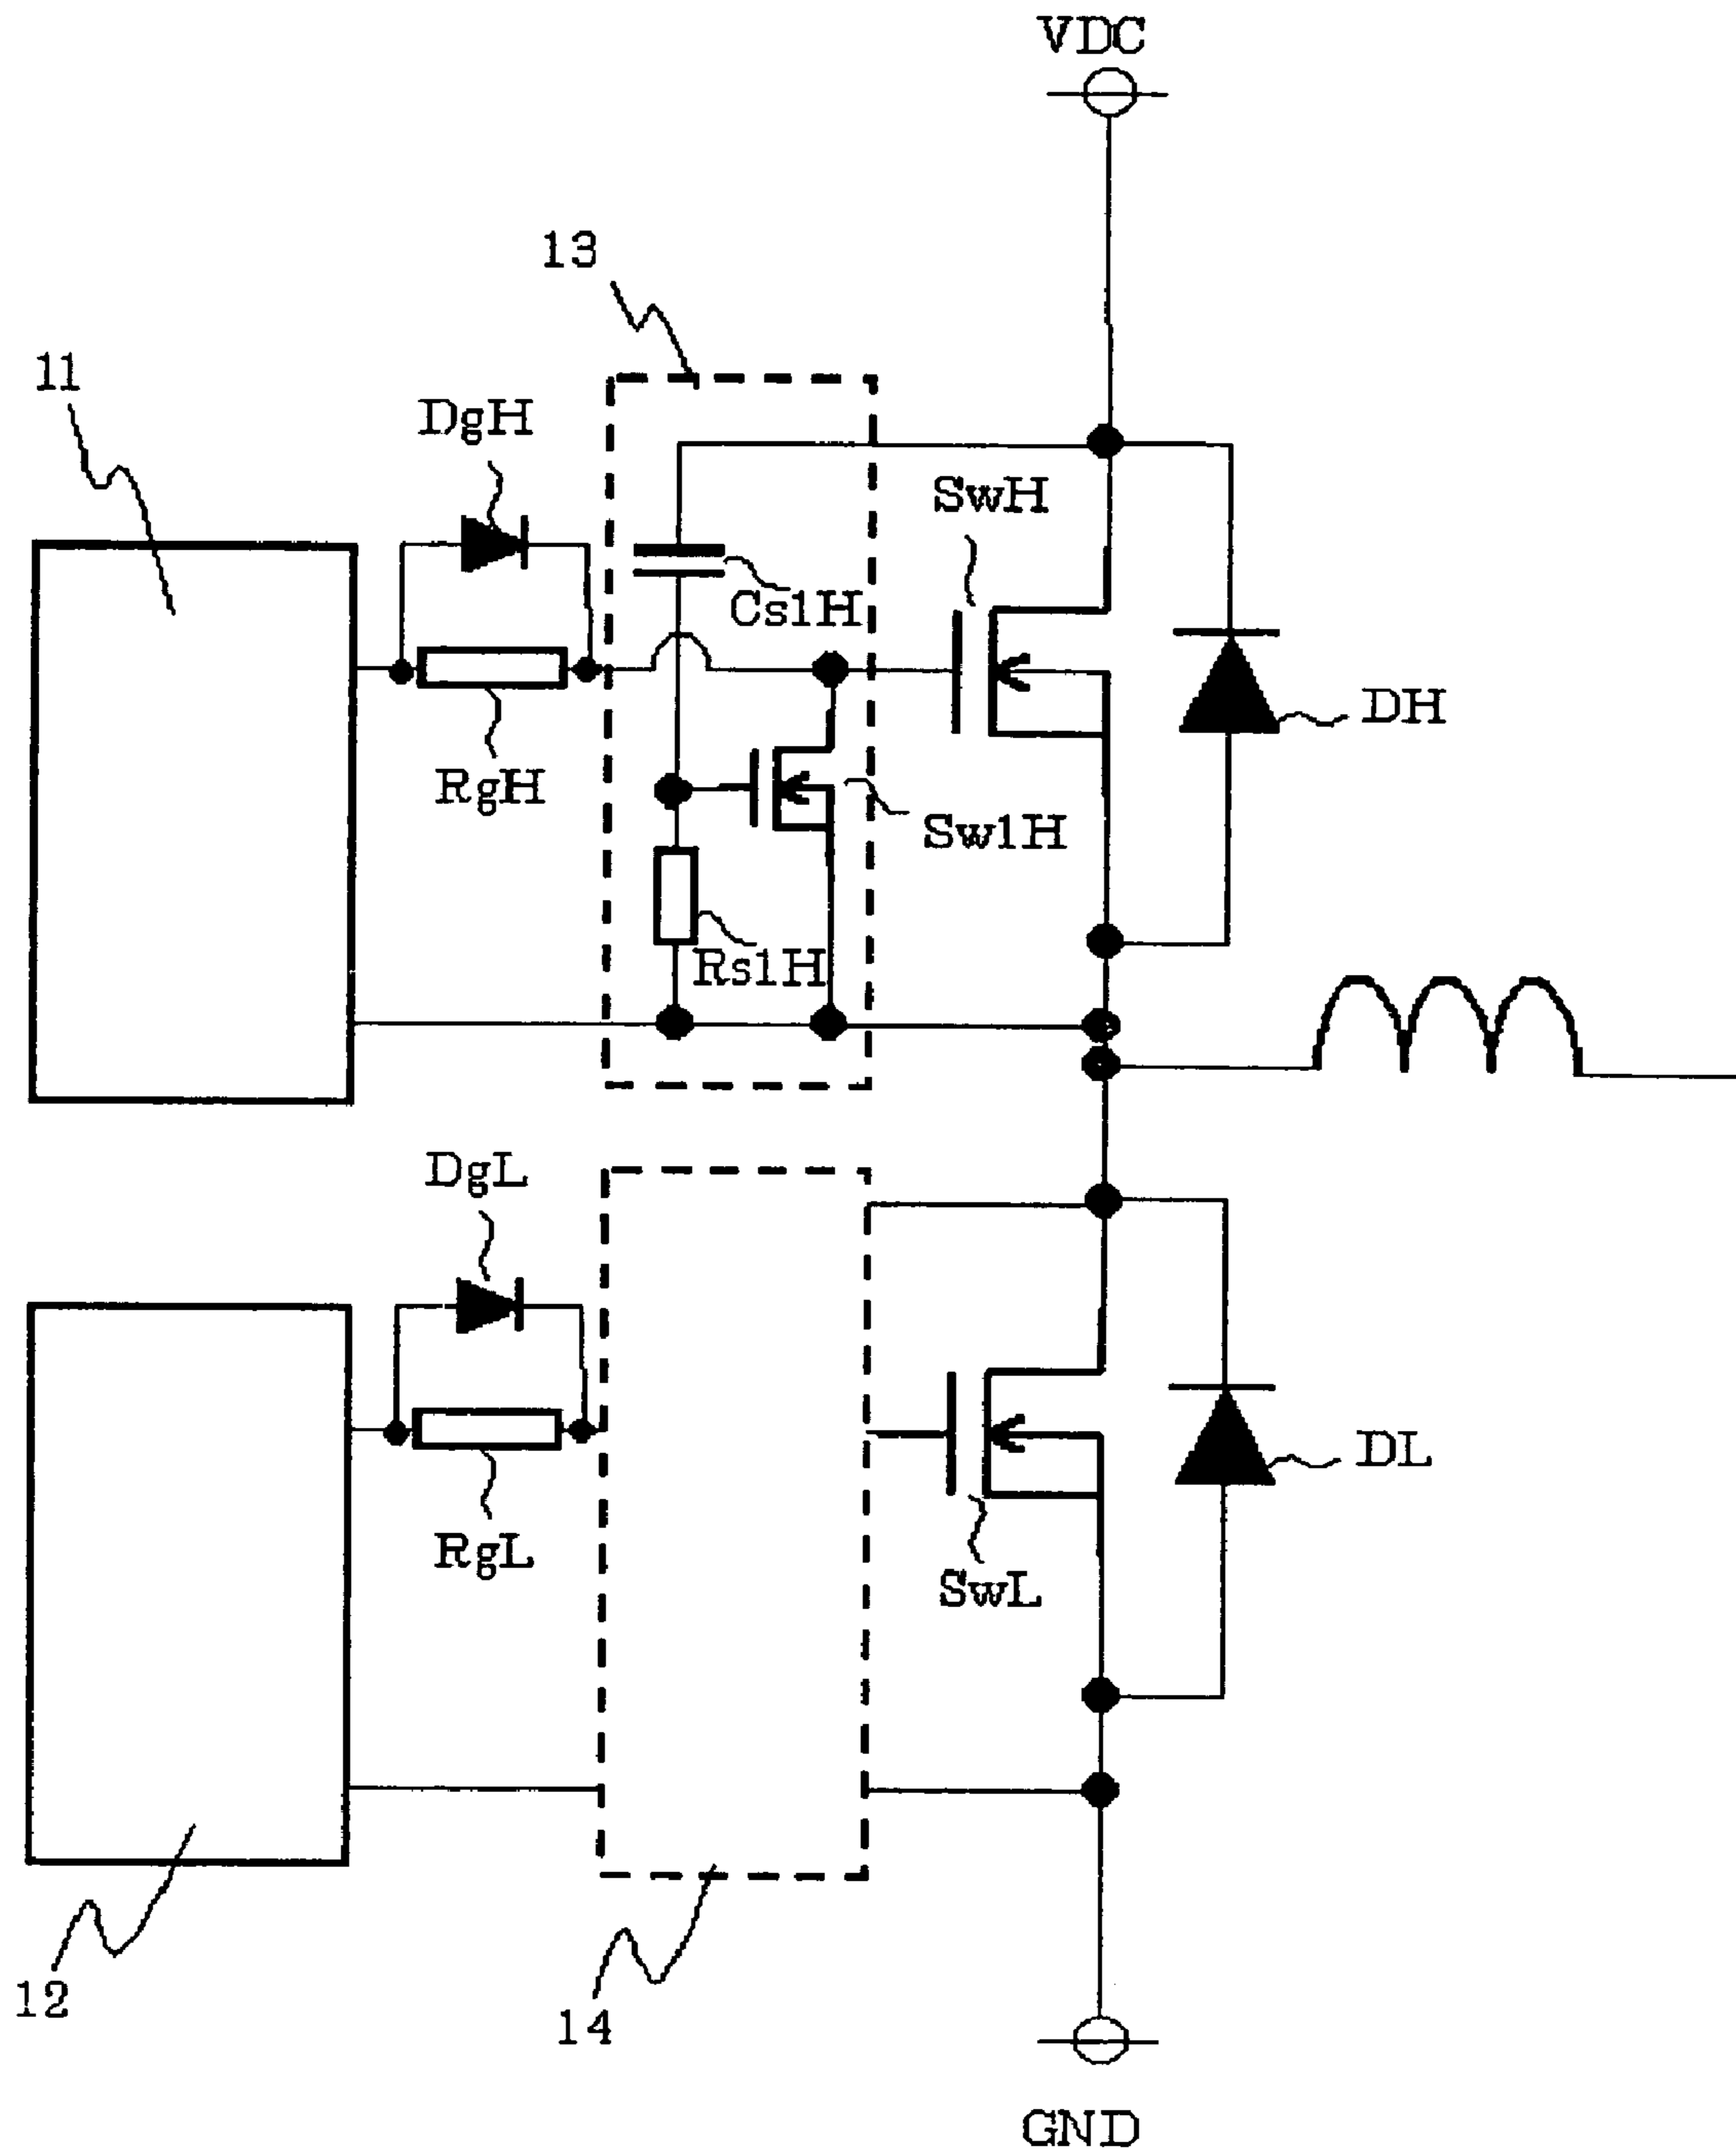 VDC
13
11
DgH
SwH
Cs1H
DH
RgH
Sw1H
Rs1H
DgL
DL
RgL
SwL
12
14
GND